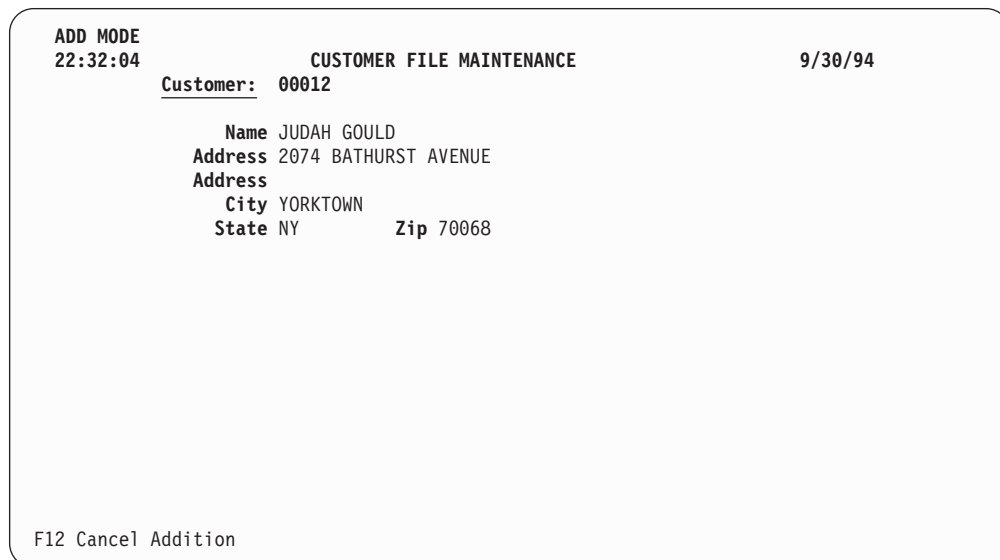 ADD MODE
22:32:04 CUSTOMER FILE MAINTENANCE 9/30/94
Customer: 00012
Name JUDAH GOULD
Address 2074 BATHURST AVENUE
Address
City YORKTOWN
State NY Zip 70068
F12 Cancel Addition